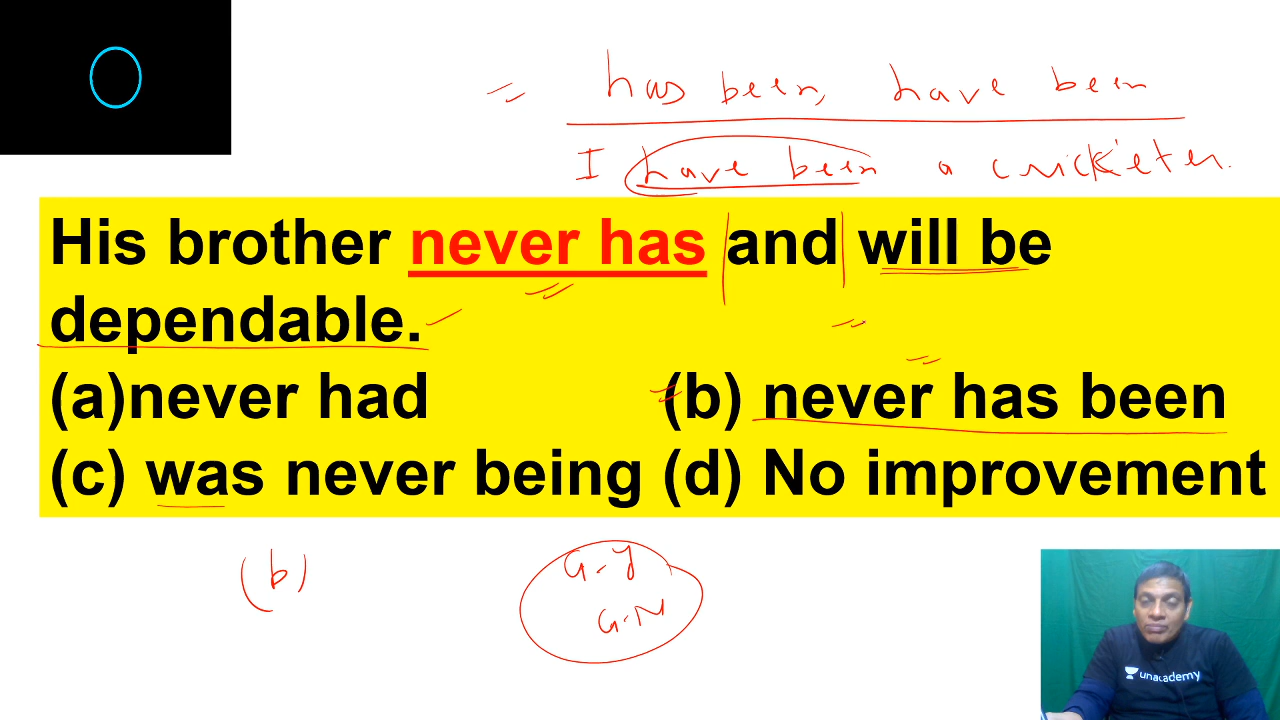 has been, have been
I have been a cricketer.
His brother never has and will be
dependable.
(a)never had (b) never has been
(c) was never being (d) No improvement
(b)
G-Y
G-N
unacademy